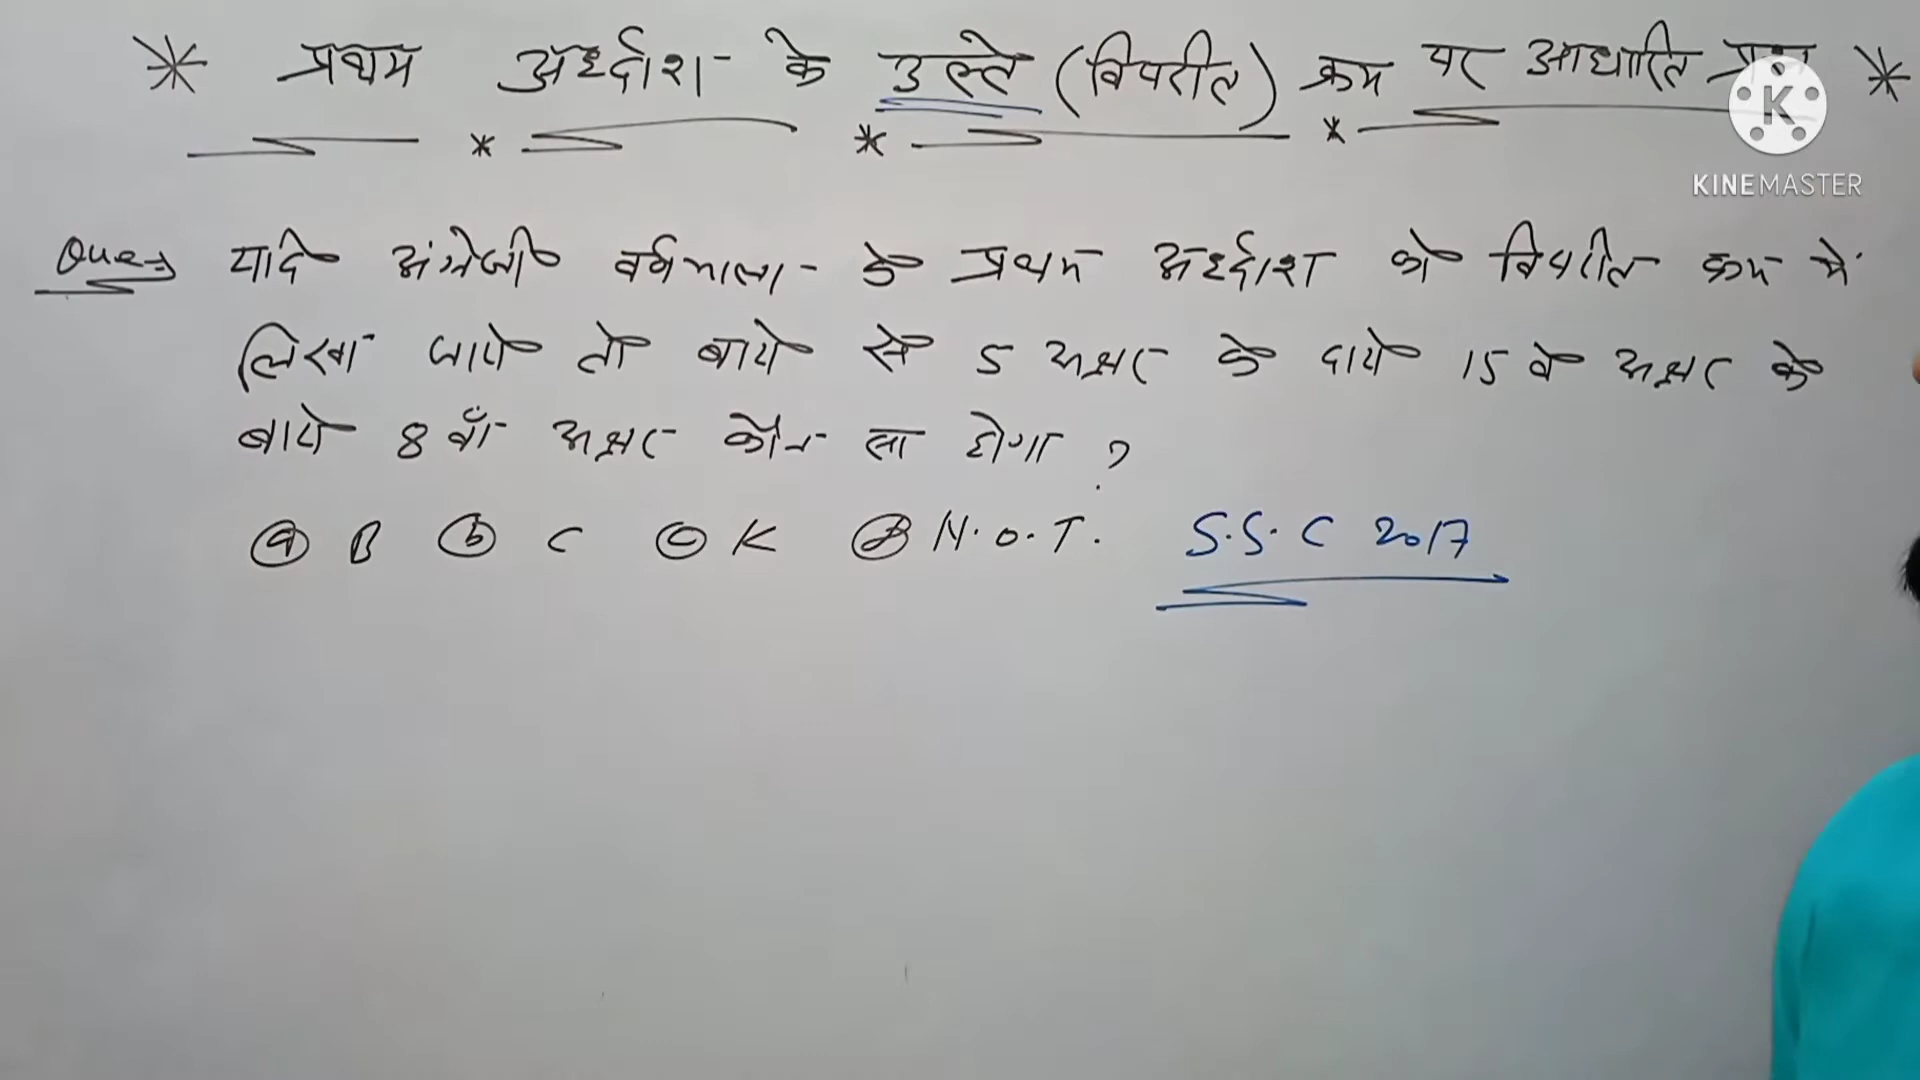 * प्रथम अर्ध्दाश के उल्टे (विपरीत) क्रम पर आधारित प्रश्न *
KINEMASTER
Que⇒ यदि अंग्रेजी वर्णमाला के प्रथम अर्ध्दाश को विपरीत क्रम में
लिखा जाये तो बायें से 5 अक्षर के दायें 15 वे अक्षर के
बायें 8 वाँ अक्षर कौन सा होगा ?
(a) B (b) C (c) K (d) N.O.T. S.S.C 2017